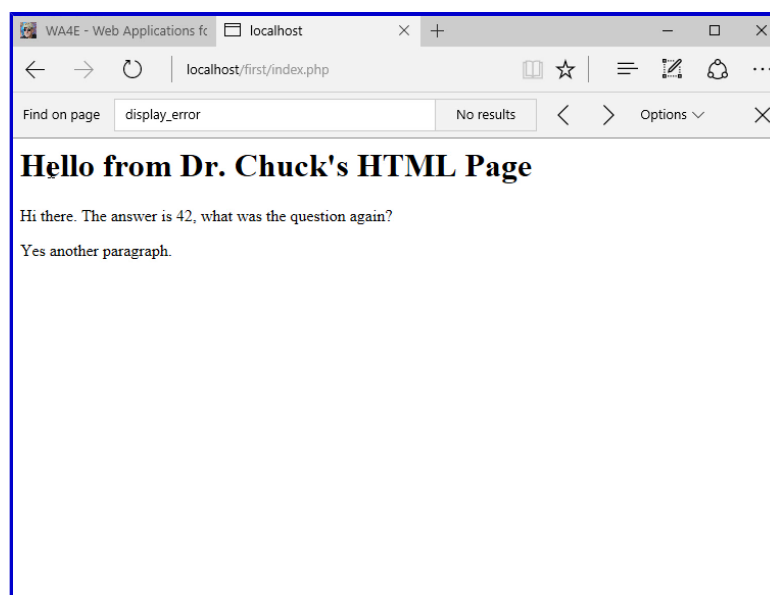 WA4E - Web Applications fc
localhost
localhost/first/index.php
Find on page
display_error
No results
Options
Hello from Dr. Chuck's HTML Page
Hi there. The answer is 42, what was the question again?
Yes another paragraph.